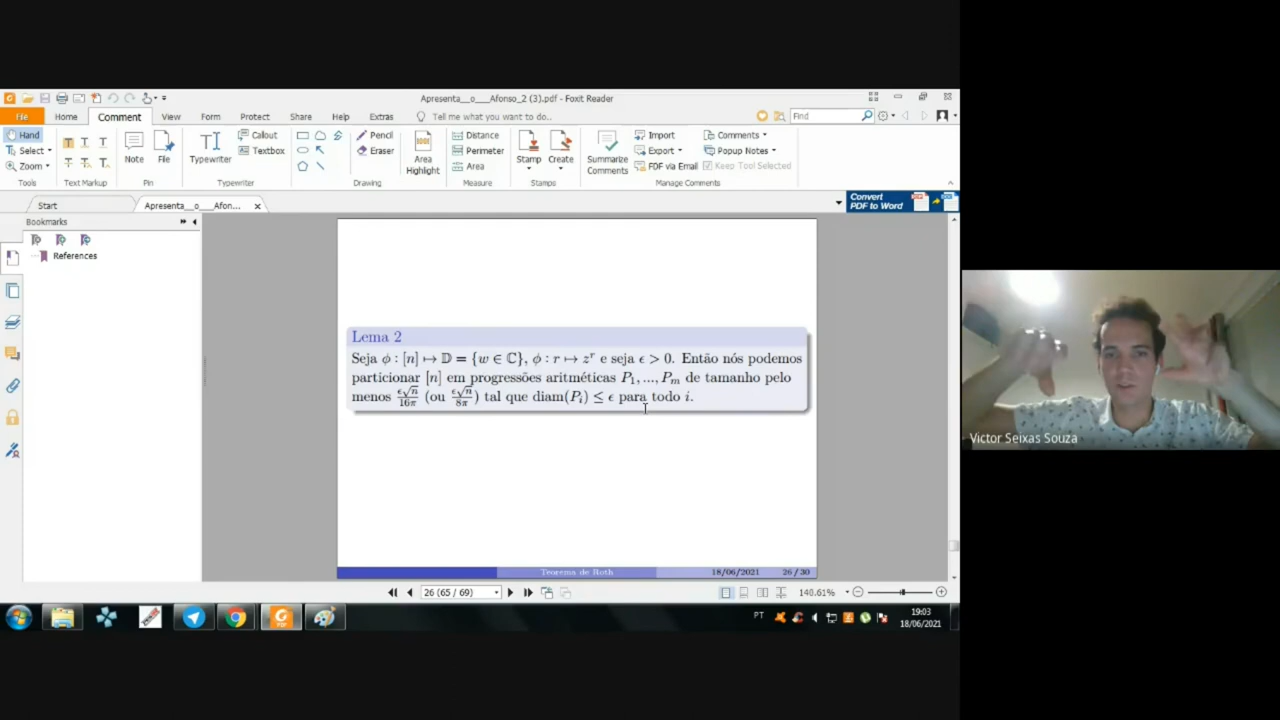 Apresenta__o___Afonso_2 (3).pdf - Foxit Reader
File Home Comment View Form Protect Share Help Extras Tell me what you want to do.. Find
Hand
Select
Zoom
Tools
Text Markup
Note
File
Pin
Typewriter
Callout
Textbox
Typewriter
Pencil
Eraser
Drawing
Area
Highlight
Distance
Perimeter
Area
Measure
Stamp
Create
Stamps
Summarize
Comments
Import
Export
FDF via Email
Comments
Popup Notes
Keep Tool Selected
Manage Comments
Start
Apresenta__o___Afon...
Convert
PDF to Word
Bookmarks
References
Lema 2
Seja ϕ : [n] ↦ 𝔻 = {w ∈ ℂ}, ϕ : r ↦ z^r e seja ϵ > 0. Então nós podemos
particionar [n] em progressões aritméticas P₁, ..., Pₘ de tamanho pelo
menos ϵ√n/16π (ou ϵ√n/8π) tal que diam(Pᵢ) ≤ ϵ para todo i.
Teorema de Roth 18/06/2021 26 / 30
26 (65 / 69)
140.61%
Victor Seixas Souza
PT
19:03
18/06/2021